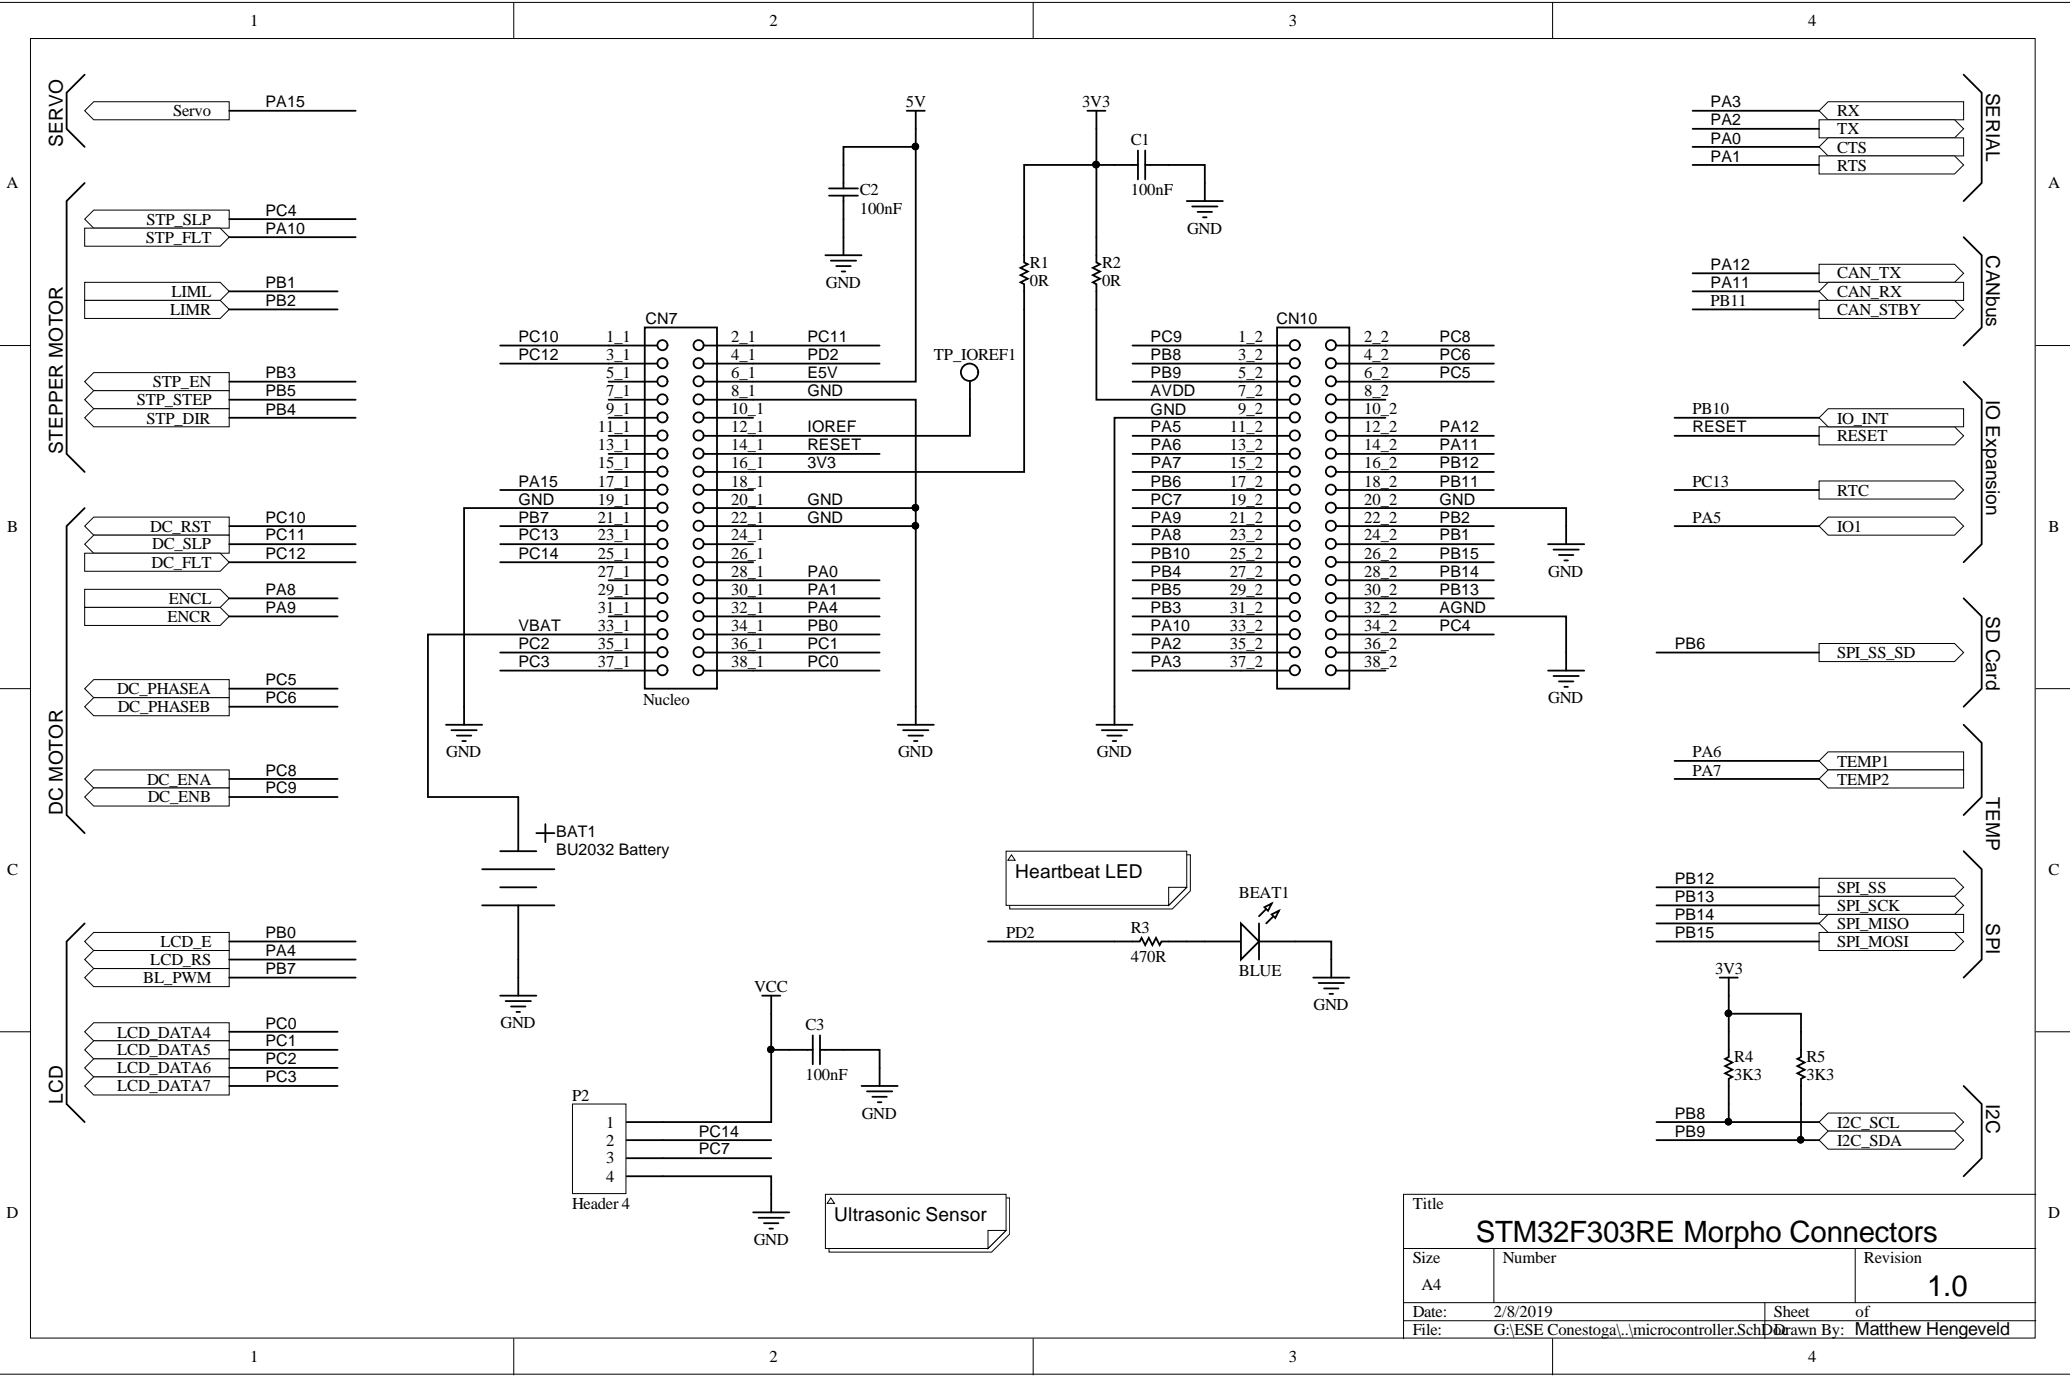 1
2
3
4
A
B
C
D
SERVO
Servo
PA15
STEPPER MOTOR
STP_SLP
PC4
STP_FLT
PA10
LIML
PB1
LIMR
PB2
STP_EN
PB3
STP_STEP
PB5
STP_DIR
PB4
DC MOTOR
DC_RST
PC10
DC_SLP
PC11
DC_FLT
PC12
ENCL
PA8
ENCR
PA9
DC_PHASEA
PC5
DC_PHASEB
PC6
DC_ENA
PC8
DC_ENB
PC9
LCD
LCD_E
PB0
LCD_RS
PA4
BL_PWM
PB7
LCD_DATA4
PC0
LCD_DATA5
PC1
LCD_DATA6
PC2
LCD_DATA7
PC3
5V
C2
100nF
GND
3V3
C1
100nF
GND
R1
0R
R2
0R
TP_IOREF1
CN7
PC10 1_1 2_1 PC11
PC12 3_1 4_1 PD2
5_1 6_1 E5V
7_1 8_1 GND
9_1 10_1
11_1 12_1 IOREF
13_1 14_1 RESET
15_1 16_1 3V3
PA15 17_1 18_1
GND 19_1 20_1 GND
PB7 21_1 22_1 GND
PC13 23_1 24_1
PC14 25_1 26_1
27_1 28_1 PA0
29_1 30_1 PA1
31_1 32_1 PA4
VBAT 33_1 34_1 PB0
PC2 35_1 36_1 PC1
PC3 37_1 38_1 PC0
Nucleo
GND
GND
CN10
PC9 1_2 2_2 PC8
PB8 3_2 4_2 PC6
PB9 5_2 6_2 PC5
AVDD 7_2 8_2
GND 9_2 10_2
PA5 11_2 12_2 PA12
PA6 13_2 14_2 PA11
PA7 15_2 16_2 PB12
PB6 17_2 18_2 PB11
PC7 19_2 20_2 GND
PA9 21_2 22_2 PB2
PA8 23_2 24_2 PB1
PB10 25_2 26_2 PB15
PB4 27_2 28_2 PB14
PB5 29_2 30_2 PB13
PB3 31_2 32_2 AGND
PA10 33_2 34_2 PC4
PA2 35_2 36_2
PA3 37_2 38_2
GND
GND
GND
BAT1
BU2032 Battery
GND
Heartbeat LED
PD2
R3
470R
BEAT1
BLUE
GND
VCC
C3
100nF
GND
P2
1
2 PC14
3 PC7
4
Header 4
GND
Ultrasonic Sensor
SERIAL
PA3 RX
PA2 TX
PA0 CTS
PA1 RTS
CANbus
PA12 CAN_TX
PA11 CAN_RX
PB11 CAN_STBY
IO Expansion
PB10 IO_INT
RESET RESET
PC13 RTC
PA5 IO1
SD Card
PB6 SPI_SS_SD
TEMP
PA6 TEMP1
PA7 TEMP2
SPI
PB12 SPI_SS
PB13 SPI_SCK
PB14 SPI_MISO
PB15 SPI_MOSI
3V3
R4
3K3
R5
3K3
I2C
PB8 I2C_SCL
PB9 I2C_SDA
A
B
C
D
Title
STM32F303RE Morpho Connectors
Size
A4
Number
Revision
1.0
Date: 2/8/2019
Sheet of
File: G:\ESE Conestoga\..\microcontroller.SchDoc
Drawn By: Matthew Hengeveld
1
2
3
4